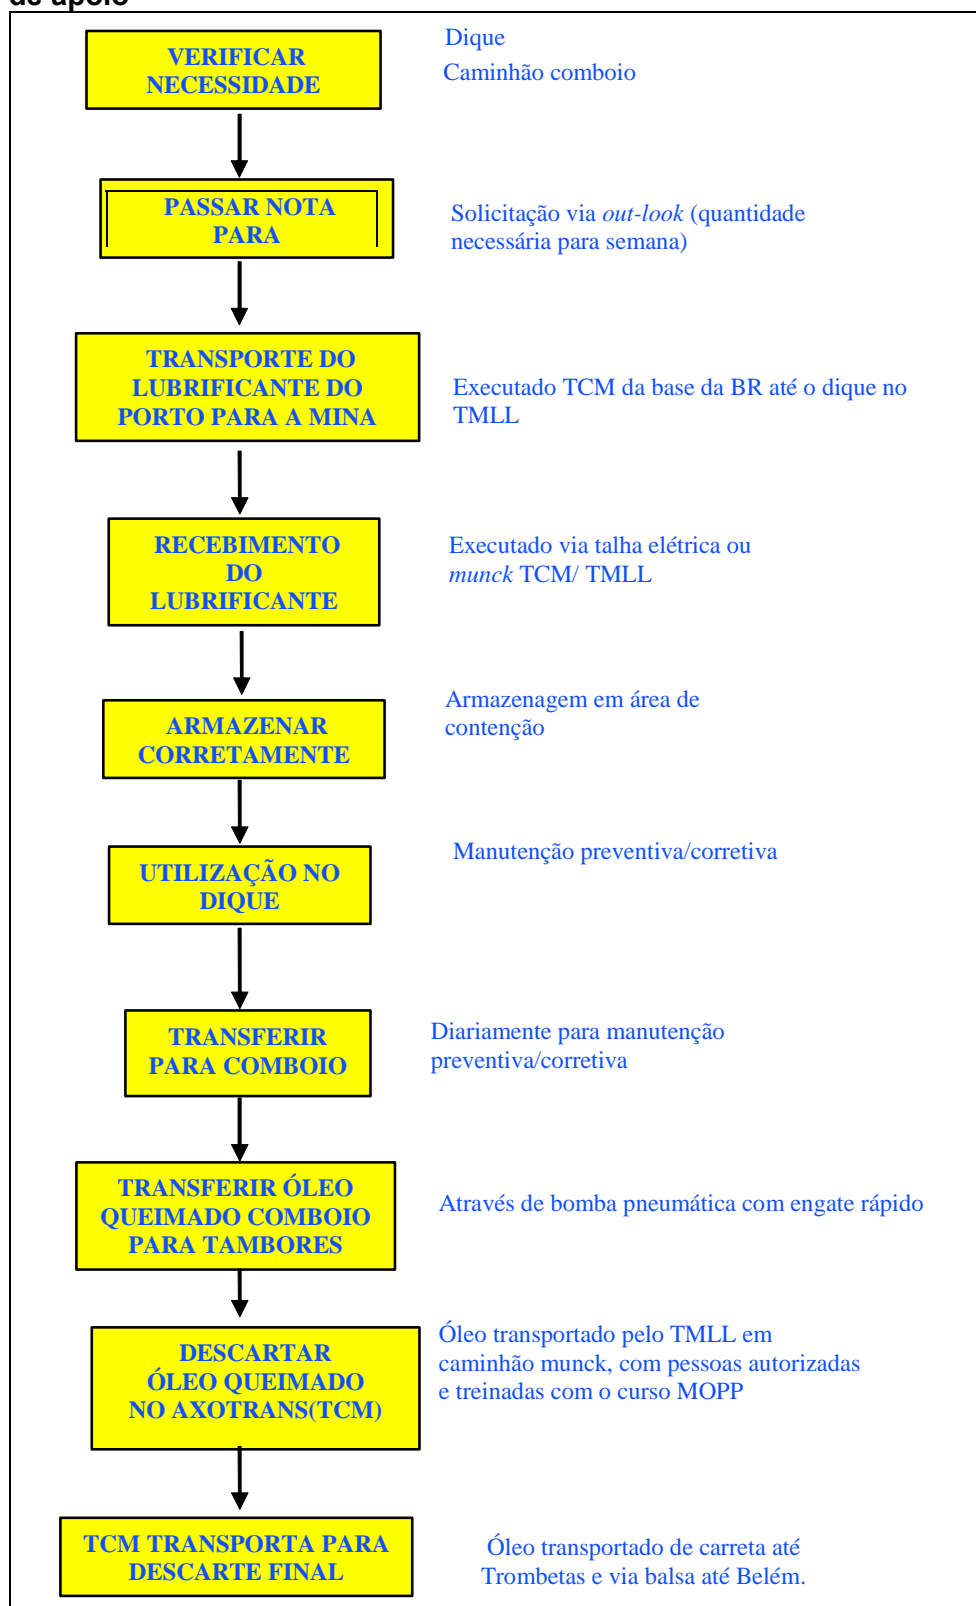 de apoio
VERIFICAR
NECESSIDADE
Dique
Caminhão comboio
PASSAR NOTA
PARA
Solicitação via out-look (quantidade
necessária para semana)
TRANSPORTE DO
LUBRIFICANTE DO
PORTO PARA A MINA
Executado TCM da base da BR até o dique no
TMLL
RECEBIMENTO
DO
LUBRIFICANTE
Executado via talha elétrica ou
munck TCM/ TMLL
ARMAZENAR
CORRETAMENTE
Armazenagem em área de
contenção
UTILIZAÇÃO NO
DIQUE
Manutenção preventiva/corretiva
TRANSFERIR
PARA COMBOIO
Diariamente para manutenção
preventiva/corretiva
TRANSFERIR ÓLEO
QUEIMADO COMBOIO
PARA TAMBORES
Através de bomba pneumática com engate rápido
DESCARTAR
ÓLEO QUEIMADO
NO AXOTRANS(TCM)
Óleo transportado pelo TMLL em
caminhão munck, com pessoas autorizadas
e treinadas com o curso MOPP
TCM TRANSPORTA PARA
DESCARTE FINAL
Óleo transportado de carreta até
Trombetas e via balsa até Belém.